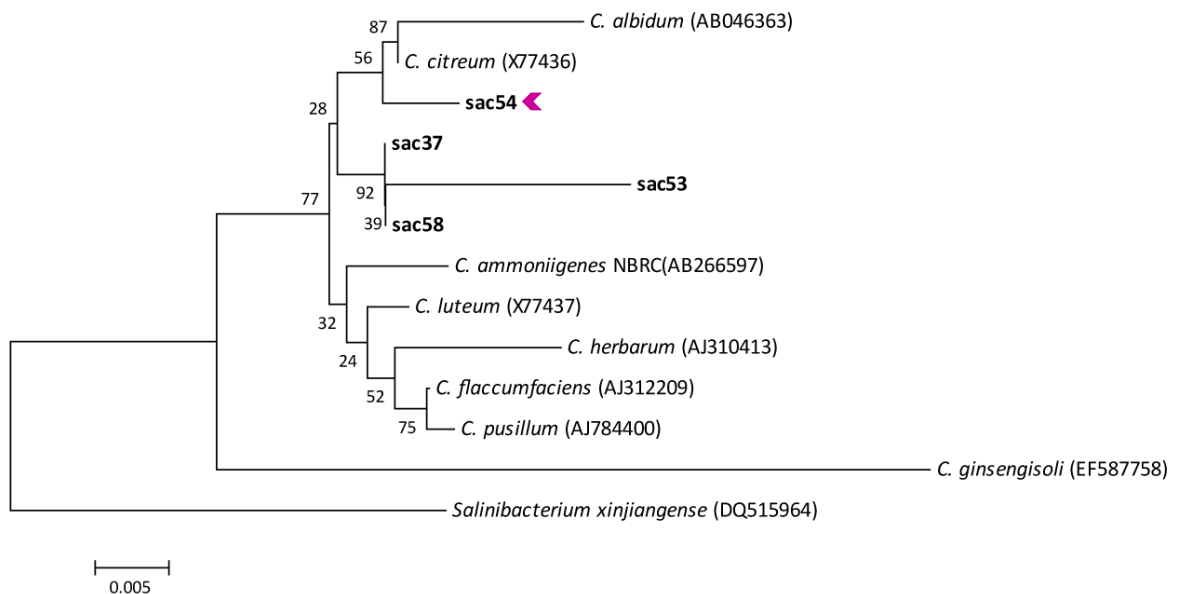 87
C. albidum (AB046363)
56
C. citreum (X77436)
sac54
28
sac37
92
sac53
77
39
sac58
C. ammoniigenes NBRC(AB266597)
C. luteum (X77437)
32
C. herbarum (AJ310413)
24
C. flaccumfaciens (AJ312209)
52
75
C. pusillum (AJ784400)
C. ginsengisoli (EF587758)
Salinibacterium xinjiangense (DQ515964)
0.005